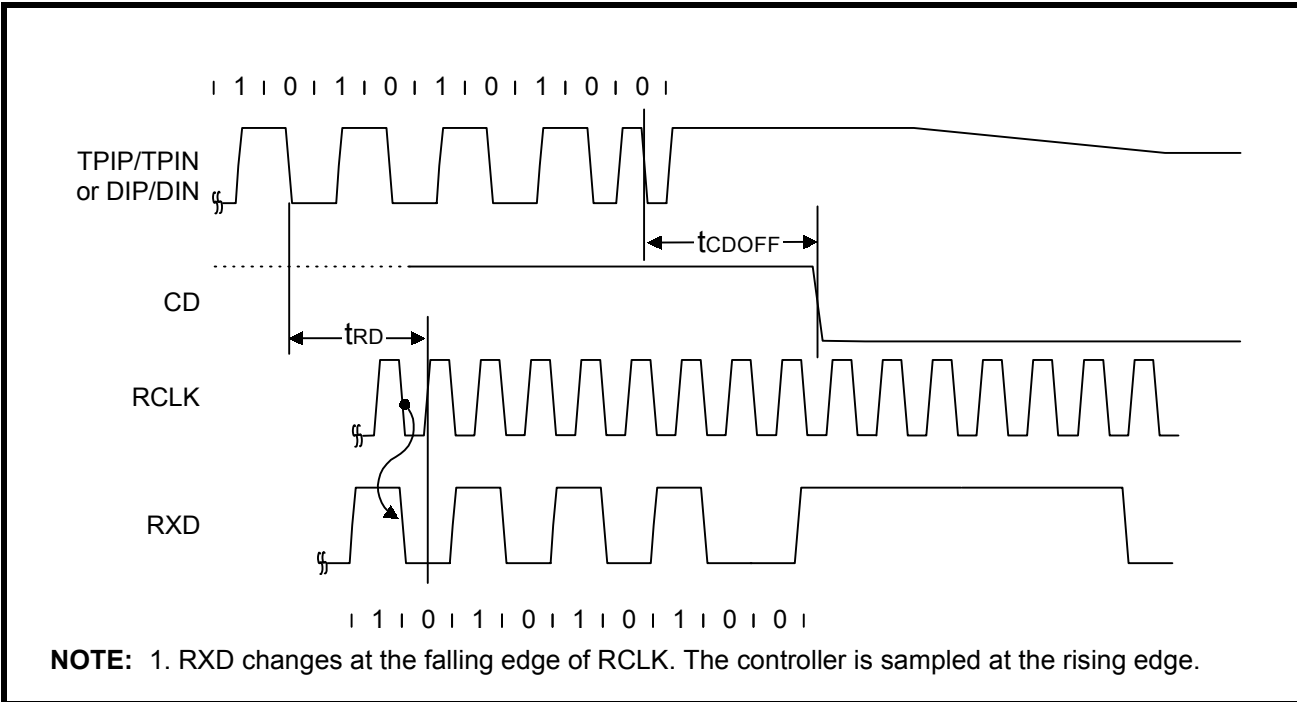 1 0 1 0 1 0 1 0 0
TPIP/TPIN
or DIP/DIN
tCDOFF
CD
tRD
RCLK
RXD
1 0 1 0 1 0 1 0 0
NOTE: 1. RXD changes at the falling edge of RCLK. The controller is sampled at the rising edge.